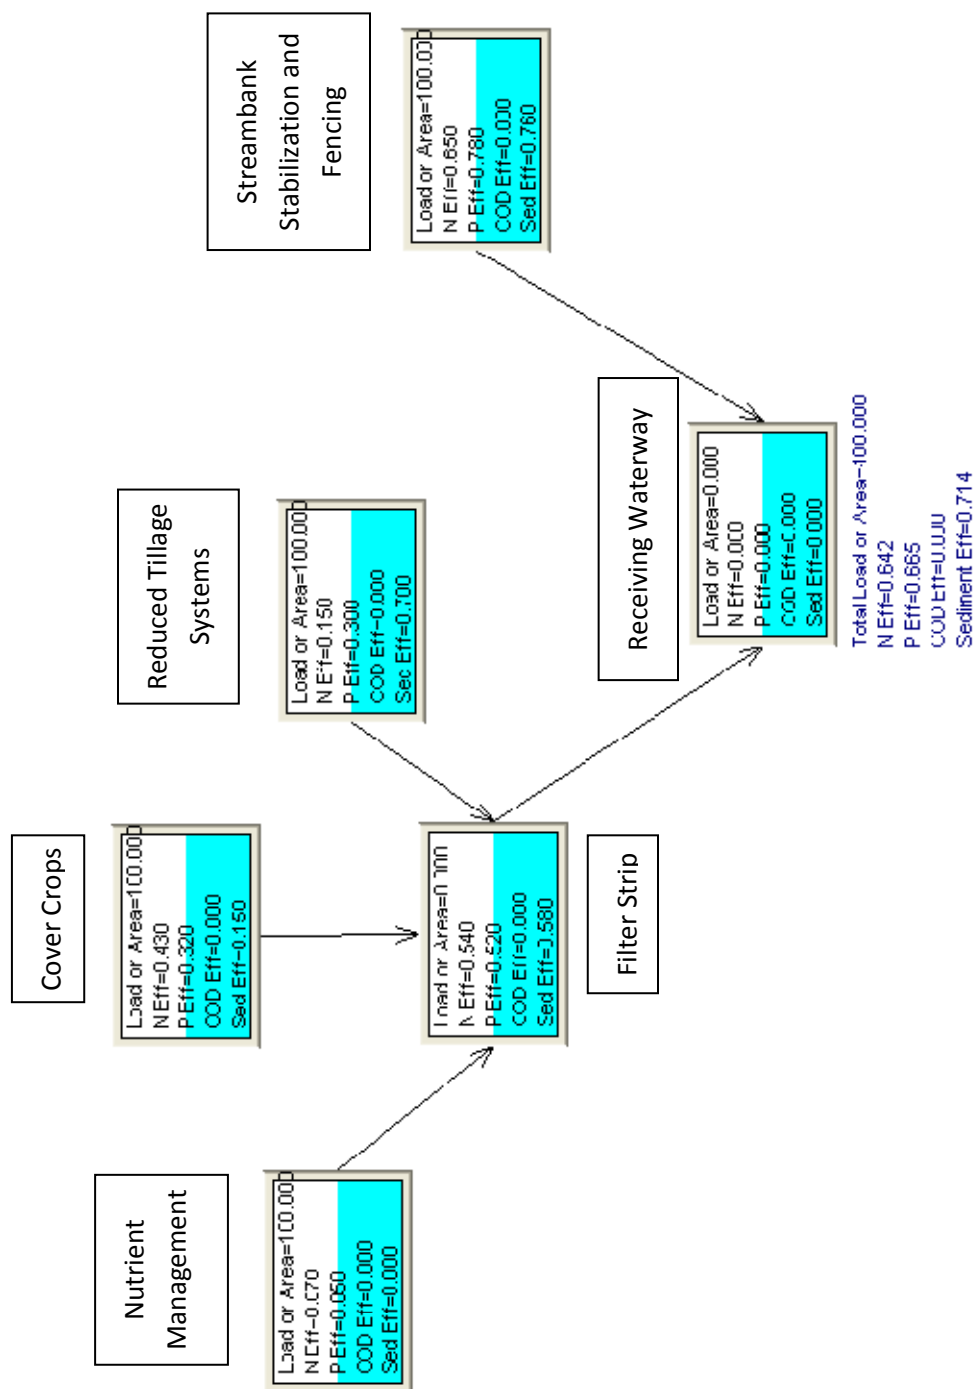 Nutrient
Management
Load or Area=100.000
N Eff=0.070
P Eff=0.050
COD Eff=0.000
Sed Eff=0.000
Cover Crops
Load or Area=100.000
N Eff=0.430
P Eff=0.320
COD Eff=0.000
Sed Eff=0.150
Reduced Tillage
Systems
Load or Area=100.000
N Eff=0.150
P Eff=0.300
COD Eff=0.000
Sed Eff=0.700
Streambank
Stabilization and
Fencing
Load or Area=100.000
N Eff=0.650
P Eff=0.780
COD Eff=0.000
Sed Eff=0.760
Load or Area=0.000
N Eff=0.540
P Eff=0.520
COD Eff=0.000
Sed Eff=0.580
Filter Strip
Receiving Waterway
Load or Area=0.000
N Eff=0.000
P Eff=0.000
COD Eff=0.000
Sed Eff=0.000
Total Load or Area=400.000
N Eff=0.642
P Eff=0.665
COD Eff=0.000
Sediment Eff=0.714